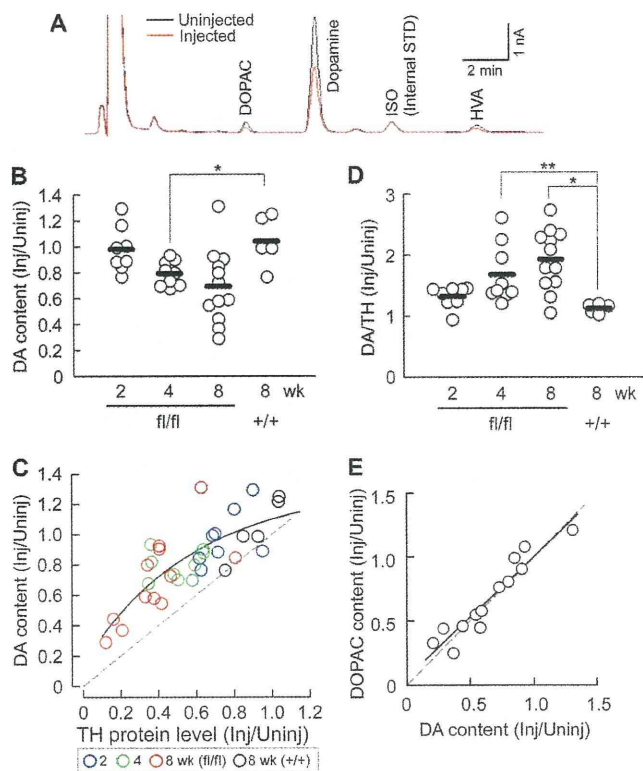 A
Uninjected
Injected
DOPAC
Dopamine
ISO
(Internal STD)
HVA
2 min
1 nA
B
DA content (Inj/Uninj)
1.4
1.2
1.0
0.8
0.6
0.4
0.2
0
*
2 4 8 8 wk
fl/fl +/+
D
DA/TH (Inj/Uninj)
3
2
1
0
**
*
2 4 8 8 wk
fl/fl +/+
C
DA content (Inj/Uninj)
1.4
1.2
1.0
0.8
0.6
0.4
0.2
0
0 0.2 0.4 0.6 0.8 1.0 1.2
TH protein level (Inj/Uninj)
2 4 8 wk (fl/fl) 8 wk (+/+)
E
DOPAC content (Inj/Uninj)
1.5
1.0
0.5
0
0 0.5 1.0 1.5
DA content (Inj/Uninj)